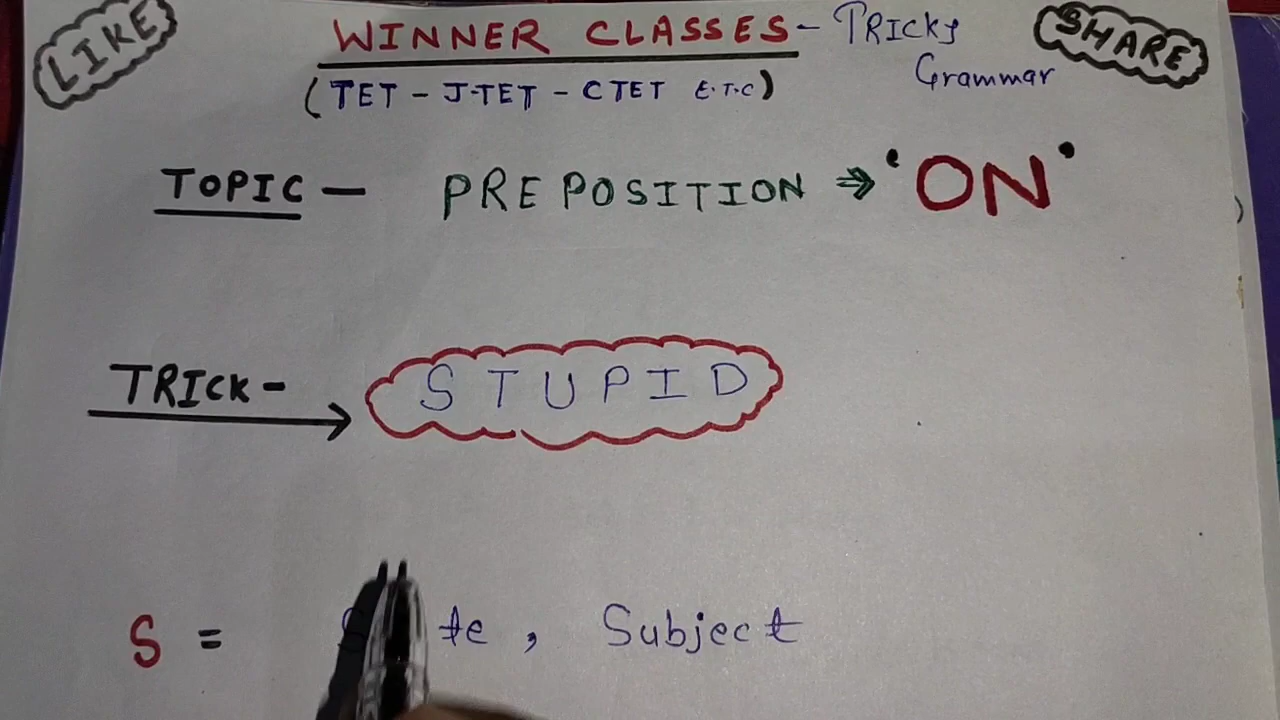 LIKE
WINNER CLASSES - TRICKY
Grammar
SHARE
(TET - J-TET - CTET E.T.C)
TOPIC - PREPOSITION ⇒ 'ON'
TRICK - STUPID
S = te, Subject